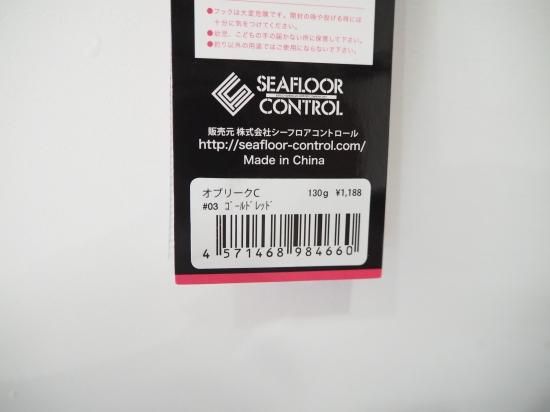 ●フックは大変危険です。開封の際や投げる時には
十分に気をつけてください。
●幼児、こどもの手の届かない所に保管して下さい。
●釣り以外の用途ではご使用にならないで下さい。
SEAFLOOR
CONTROL
販売元 株式会社シーフロアコントロール
http://seafloor-control.com/
Made in China
オブリークC 130g ¥1,188
#03 ゴールドレッド
4 571468 984660